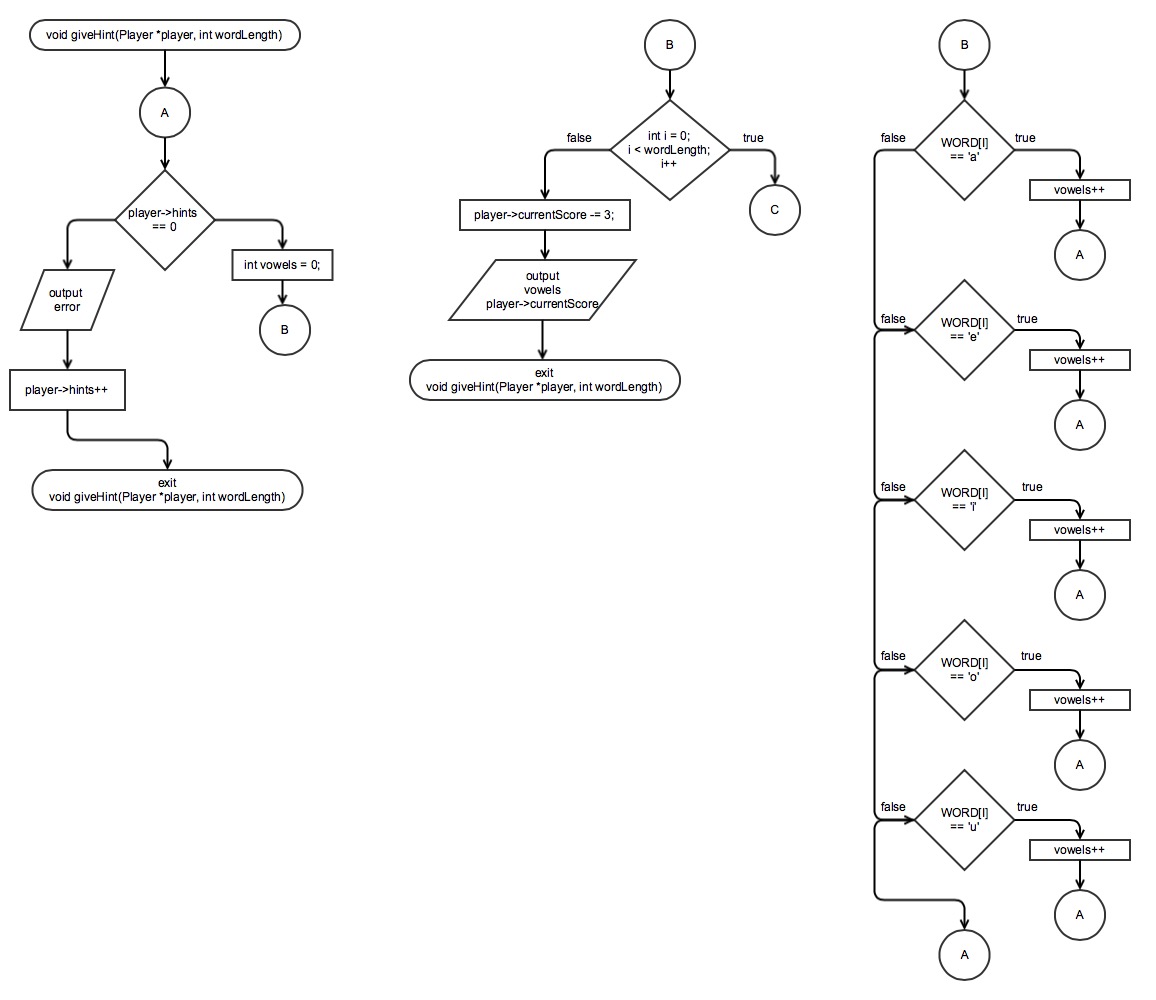 void giveHint(Player *player, int wordLength)
A
player->hints
== 0
int vowels = 0;
output
error
B
player->hints++
exit
void giveHint(Player *player, int wordLength)
B
int i = 0;
i < wordLength;
i++
false
true
player->currentScore -= 3;
C
output
vowels
player->currentScore
exit
void giveHint(Player *player, int wordLength)
B
false
WORD[I]
== 'a'
true
vowels++
A
false
WORD[I]
== 'e'
true
vowels++
A
false
WORD[I]
== 'i'
true
vowels++
A
false
WORD[I]
== 'o'
true
vowels++
A
false
WORD[I]
== 'u'
true
vowels++
A
A